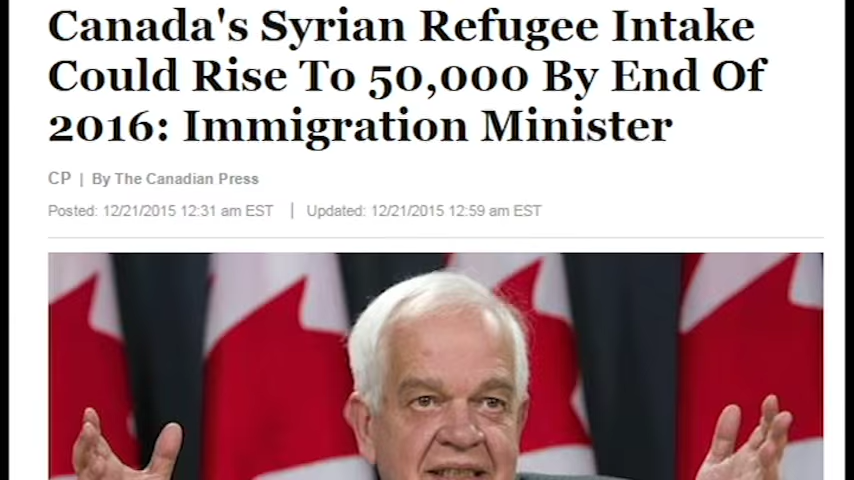 Canada's Syrian Refugee Intake
Could Rise To 50,000 By End Of
2016: Immigration Minister
CP | By The Canadian Press
Posted: 12/21/2015 12:31 am EST | Updated: 12/21/2015 12:59 am EST